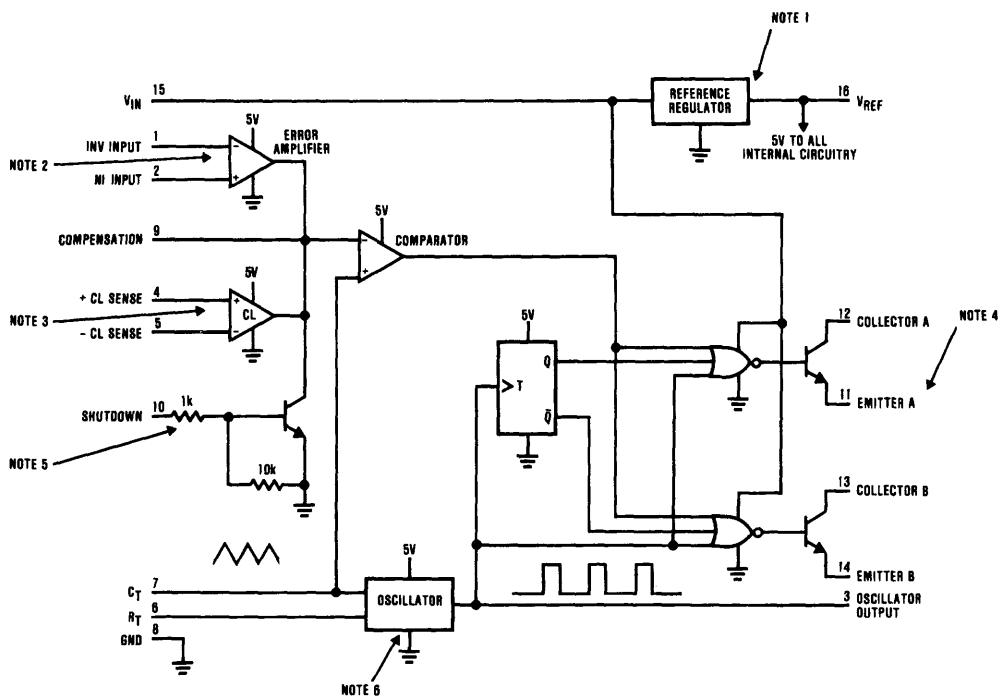 NOTE 1
V_IN 15
REFERENCE
REGULATOR
16 V_REF
5V TO ALL
INTERNAL CIRCUITRY
NOTE 2
INV INPUT 1
NI INPUT 2
5V
ERROR
AMPLIFIER
-
+
COMPENSATION 9
5V
COMPARATOR
-
+
NOTE 3
+ CL SENSE 4
- CL SENSE 5
5V
CL
+
-
5V
Q
T
Q̄
12 COLLECTOR A
NOTE 4
11 EMITTER A
SHUTDOWN 10
1k
10k
NOTE 5
13 COLLECTOR B
14 EMITTER B
C_T 7
R_T 6
GND 8
5V
OSCILLATOR
3 OSCILLATOR
OUTPUT
NOTE 6